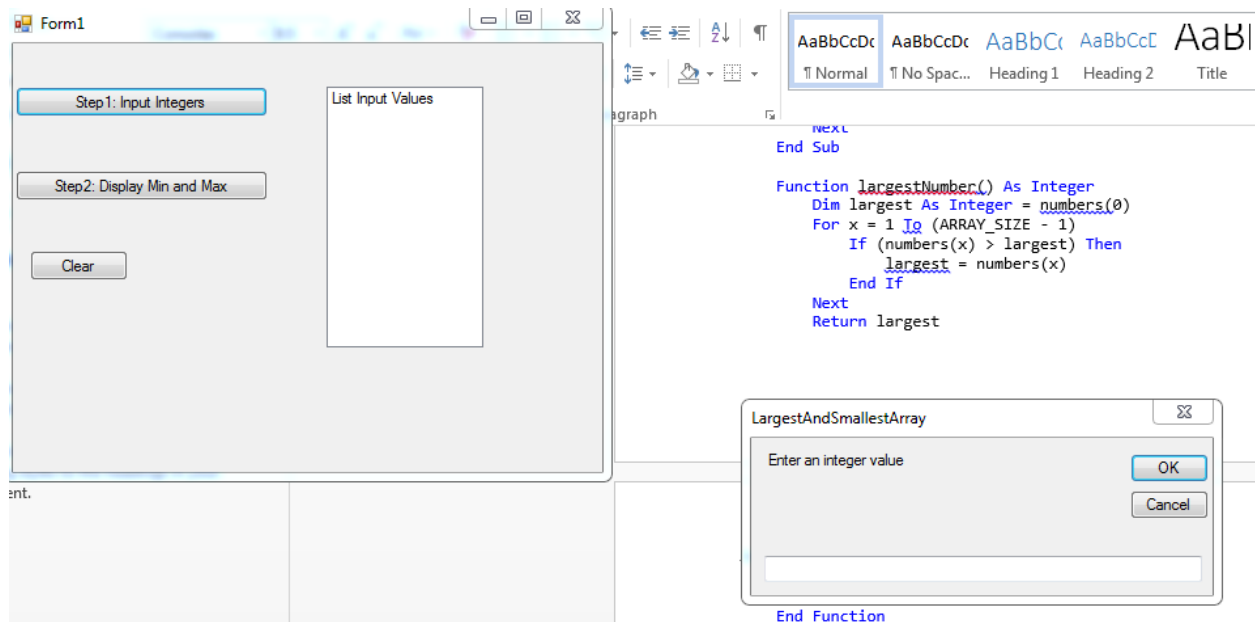 Form1
Step1: Input Integers
List Input Values
Step2: Display Min and Max
Clear
ent.
AaBbCcDc AaBbCcDc AaBbCc AaBbCcE AaBl
¶ Normal ¶ No Spac... Heading 1 Heading 2 Title
agraph
Next
End Sub
Function largestNumber() As Integer
Dim largest As Integer = numbers(0)
For x = 1 To (ARRAY_SIZE - 1)
If (numbers(x) > largest) Then
largest = numbers(x)
End If
Next
Return largest
LargestAndSmallestArray
Enter an integer value
OK
Cancel
End Function